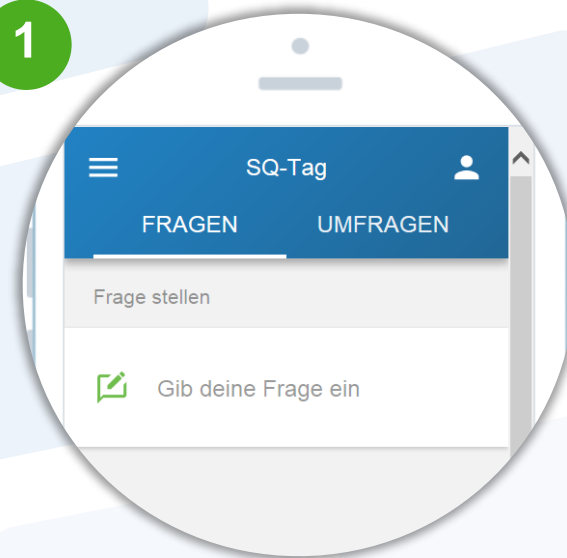 1
SQ-Tag
FRAGEN UMFRAGEN
Frage stellen
Gib deine Frage ein